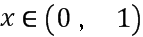 x ∈ (0 , 1)